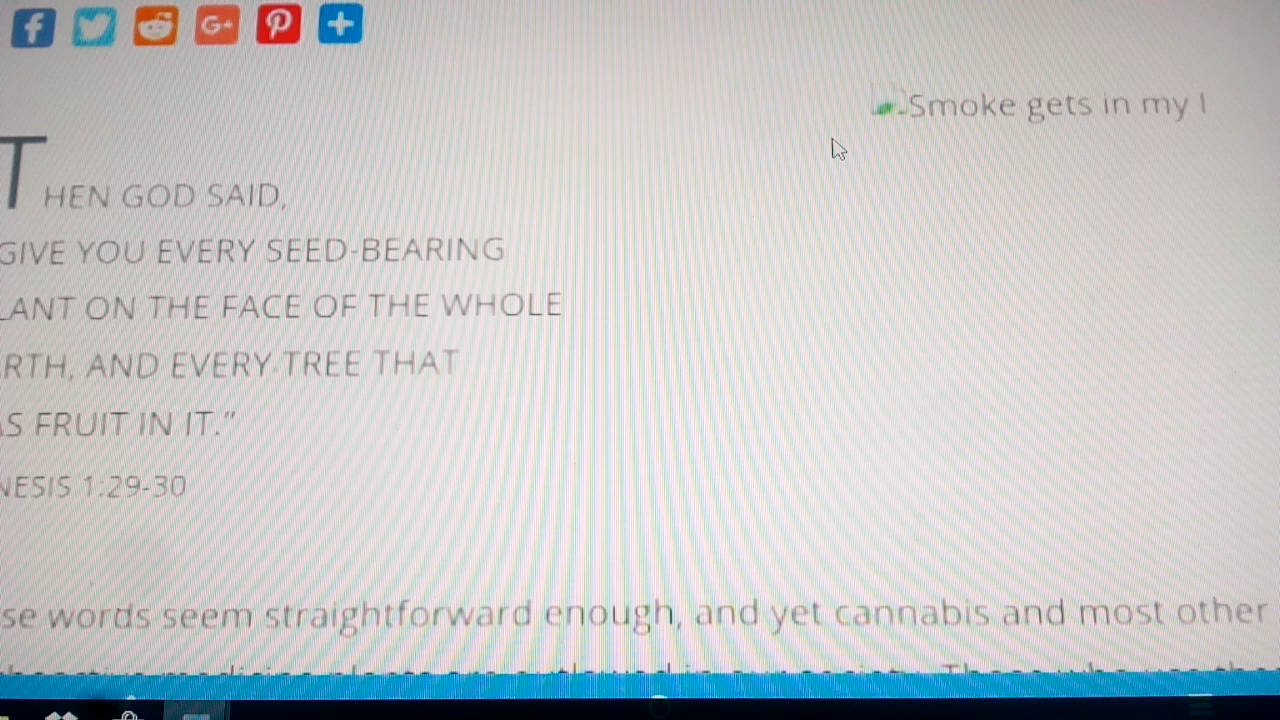 Smoke gets in my l
THEN GOD SAID,
GIVE YOU EVERY SEED-BEARING
LANT ON THE FACE OF THE WHOLE
RTH, AND EVERY TREE THAT
AS FRUIT IN IT.”
NESIS 1:29-30
se words seem straightforward enough, and yet cannabis and most other